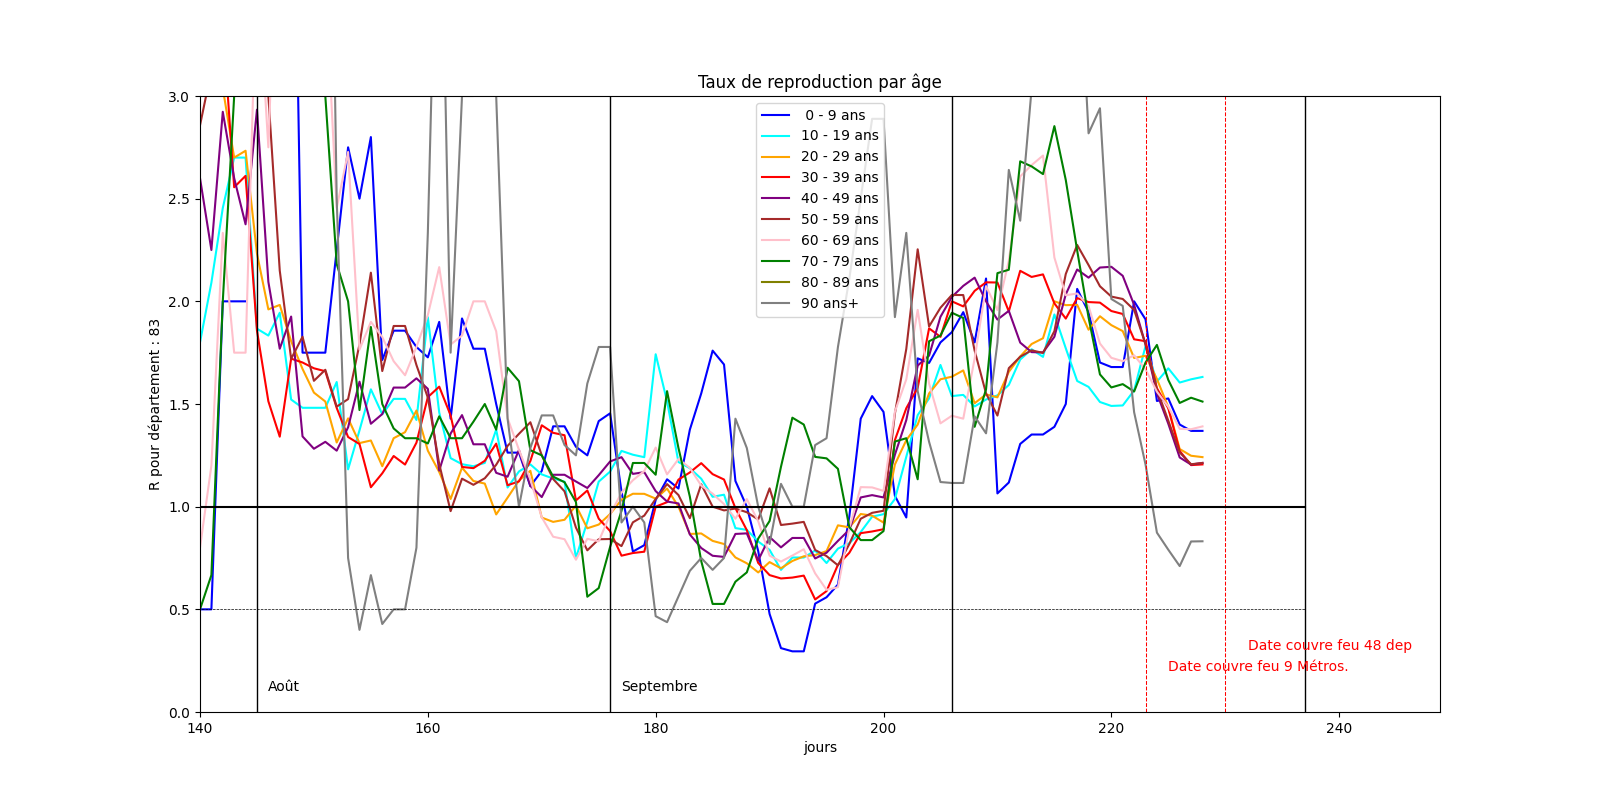 Taux de reproduction par âge
R pour département : 83
3.0
2.5
2.0
1.5
1.0
0.5
0.0
0 - 9 ans
10 - 19 ans
20 - 29 ans
30 - 39 ans
40 - 49 ans
50 - 59 ans
60 - 69 ans
70 - 79 ans
80 - 89 ans
90 ans+
Date couvre feu 48 dep
Date couvre feu 9 Métros.
Août
Septembre
140
160
180
200
220
240
jours